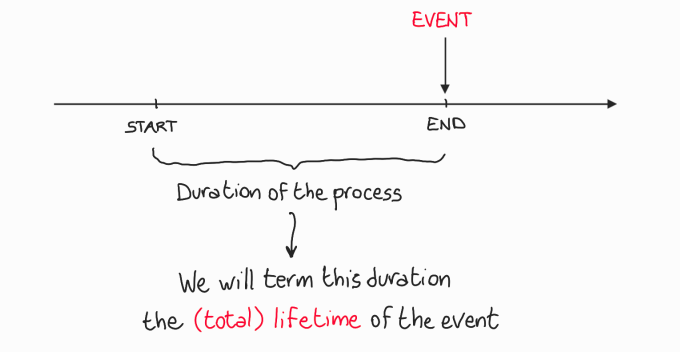 EVENT
START
END
Duration of the process
We will term this duration
the (total) lifetime of the event